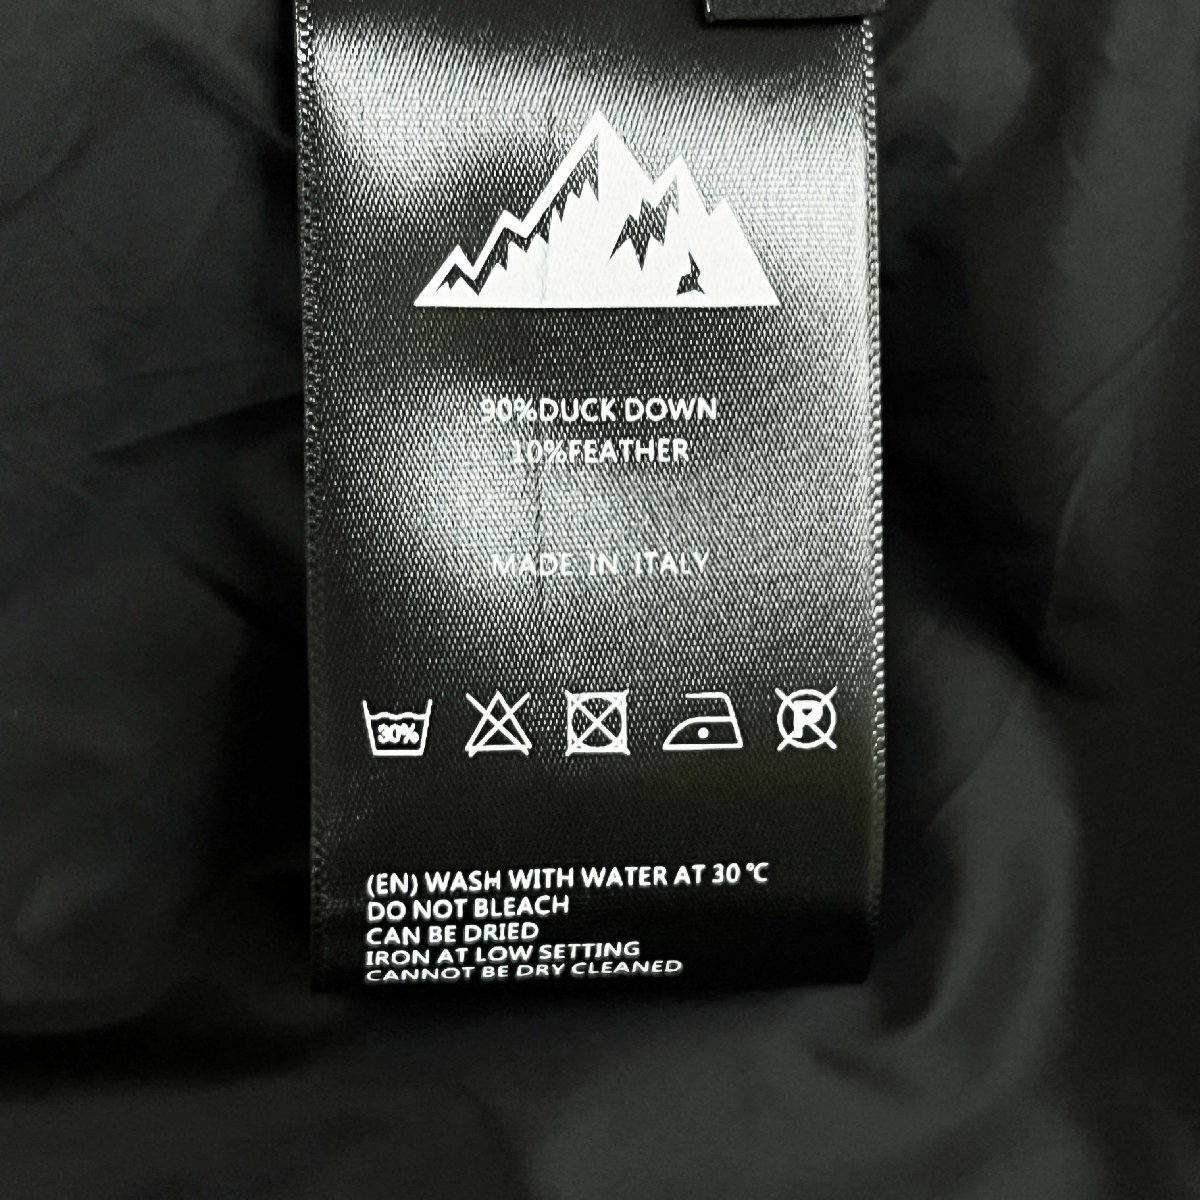 90%DUCK DOWN
10%FEATHER
MADE IN ITALY
30%
P
(EN) WASH WITH WATER AT 30 ℃
DO NOT BLEACH
CAN BE DRIED
IRON AT LOW SETTING
CANNOT BE DRY CLEANED